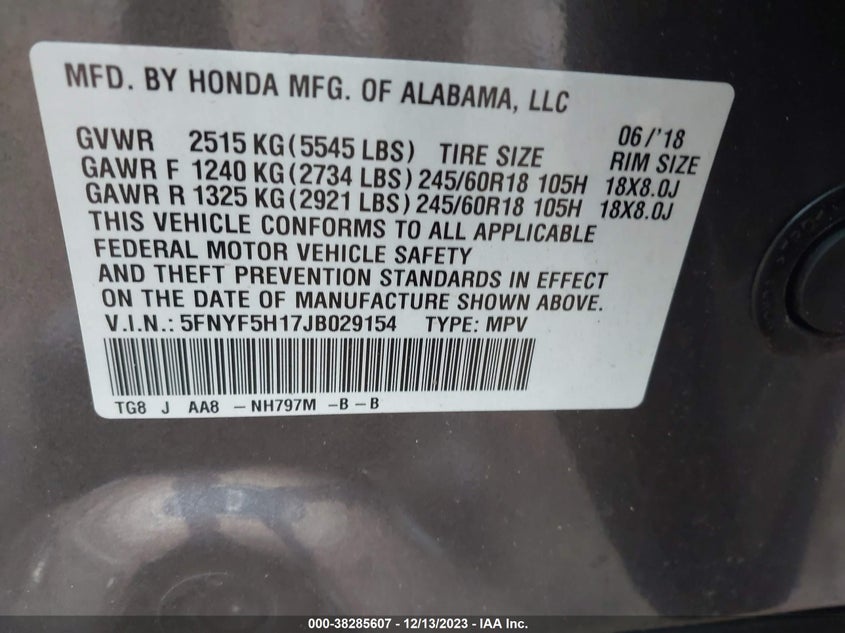 MFD. BY HONDA MFG. OF ALABAMA, LLC
06/'18
GVWR 2515 KG (5545 LBS) TIRE SIZE RIM SIZE
GAWR F 1240 KG (2734 LBS) 245/60R18 105H 18X8.0J
GAWR R 1325 KG (2921 LBS) 245/60R18 105H 18X8.0J
THIS VEHICLE CONFORMS TO ALL APPLICABLE
FEDERAL MOTOR VEHICLE SAFETY
AND THEFT PREVENTION STANDARDS IN EFFECT
ON THE DATE OF MANUFACTURE SHOWN ABOVE.
V.I.N.: 5FNYF5H17JB029154 TYPE: MPV
TG8 J AA8 - NH797M - B - B
000-38285607 - 12/13/2023 - IAA Inc.